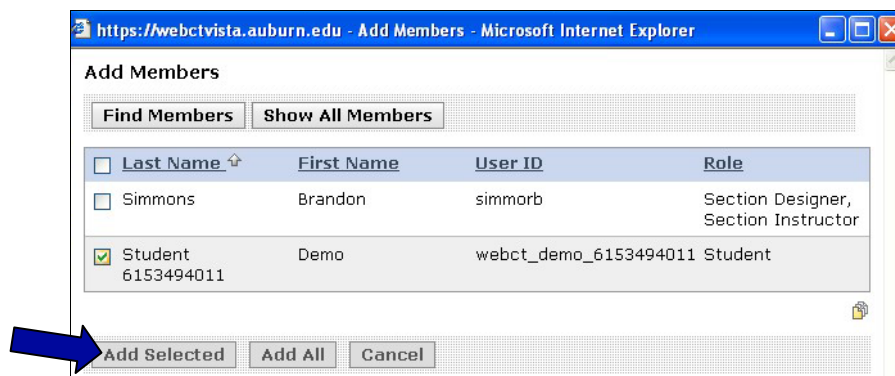 https://webctvista.auburn.edu - Add Members - Microsoft Internet Explorer
Add Members
Find Members Show All Members
Last Name First Name User ID Role
Simmons Brandon simmorb Section Designer,
Section Instructor
Student Demo webct_demo_6153494011 Student
6153494011
Add Selected Add All Cancel